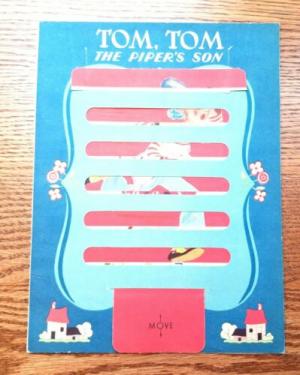 TOM, TOM
THE PIPER'S SON
MOVE